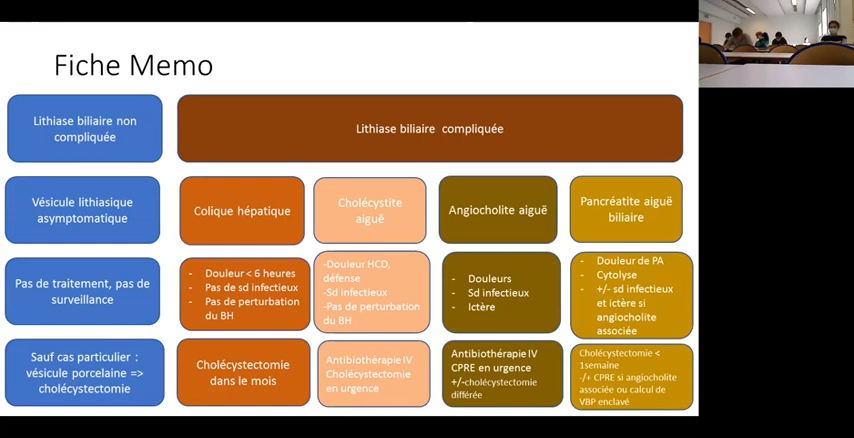 Fiche Memo
Lithiase biliaire non
compliquée
Lithiase biliaire compliquée
Vésicule lithiasique
asymptomatique
Colique hépatique
Cholécystite
aiguë
Angiocholite aiguë
Pancréatite aiguë
biliaire
Pas de traitement, pas de
surveillance
- Douleur < 6 heures
- Pas de sd infectieux
- Pas de perturbation
du BH
-Douleur HCD,
défense
-Sd infectieux
-Pas de perturbation
du BH
- Douleurs
- Sd infectieux
- Ictère
- Douleur de PA
- Cytolyse
- +/- sd infectieux
et ictère si
angiocholite
associée
Sauf cas particulier :
vésicule porcelaine =>
cholécystectomie
Cholécystectomie
dans le mois
Antibiothérapie IV
Cholécystectomie
en urgence
Antibiothérapie IV
CPRE en urgence
+/-cholécystectomie
différée
Cholécystectomie <
1semaine
-/+ CPRE si angiocholite
associée ou calcul de
VBP enclavé